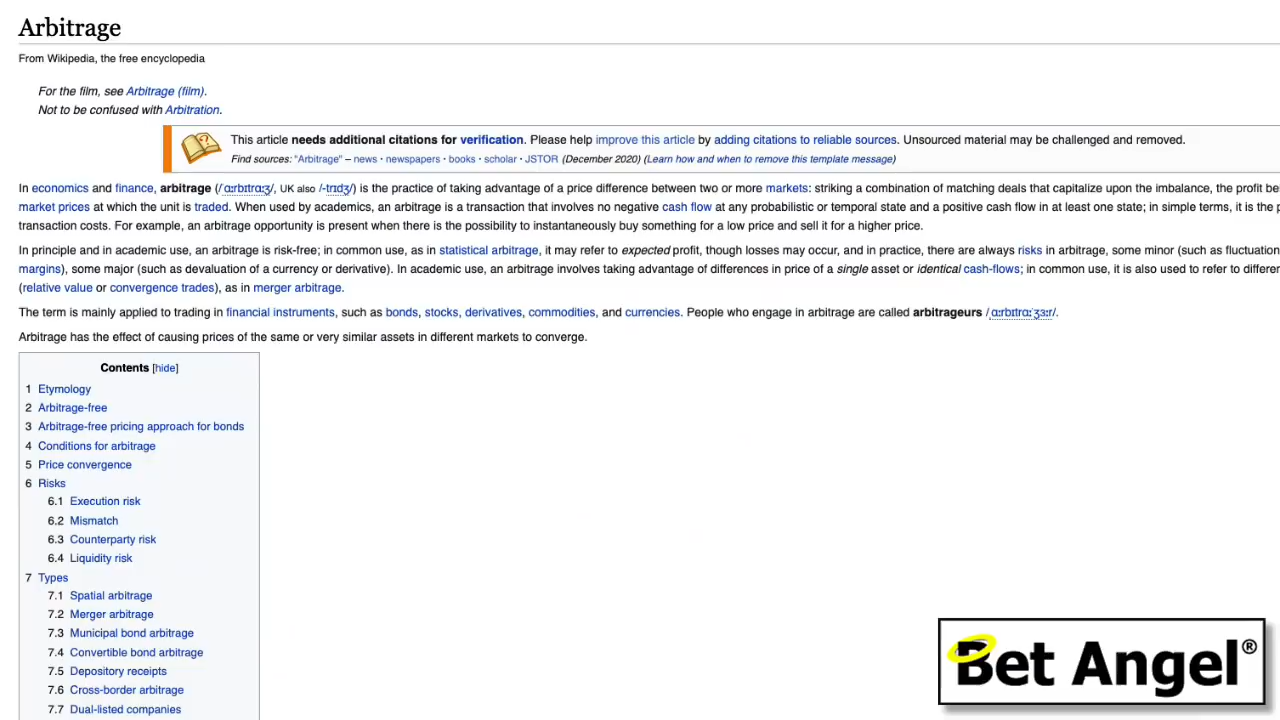 Arbitrage
From Wikipedia, the free encyclopedia
For the film, see Arbitrage (film).
Not to be confused with Arbitration.
This article needs additional citations for verification. Please help improve this article by adding citations to reliable sources. Unsourced material may be challenged and removed.
Find sources: "Arbitrage" – news · newspapers · books · scholar · JSTOR (December 2020) (Learn how and when to remove this template message)
In economics and finance, arbitrage (/ˈɑːrbɪtrɑːʒ/, UK also /-trɪdʒ/) is the practice of taking advantage of a price difference between two or more markets: striking a combination of matching deals that capitalize upon the imbalance, the profit be
market prices at which the unit is traded. When used by academics, an arbitrage is a transaction that involves no negative cash flow at any probabilistic or temporal state and a positive cash flow in at least one state; in simple terms, it is the p
transaction costs. For example, an arbitrage opportunity is present when there is the possibility to instantaneously buy something for a low price and sell it for a higher price.
In principle and in academic use, an arbitrage is risk-free; in common use, as in statistical arbitrage, it may refer to expected profit, though losses may occur, and in practice, there are always risks in arbitrage, some minor (such as fluctuation
margins), some major (such as devaluation of a currency or derivative). In academic use, an arbitrage involves taking advantage of differences in price of a single asset or identical cash-flows; in common use, it is also used to refer to differe
(relative value or convergence trades), as in merger arbitrage.
The term is mainly applied to trading in financial instruments, such as bonds, stocks, derivatives, commodities, and currencies. People who engage in arbitrage are called arbitrageurs /ˌɑːrbɪtrɑːˈʒɜːr/.
Arbitrage has the effect of causing prices of the same or very similar assets in different markets to converge.
Contents [hide]
1 Etymology
2 Arbitrage-free
3 Arbitrage-free pricing approach for bonds
4 Conditions for arbitrage
5 Price convergence
6 Risks
6.1 Execution risk
6.2 Mismatch
6.3 Counterparty risk
6.4 Liquidity risk
7 Types
7.1 Spatial arbitrage
7.2 Merger arbitrage
7.3 Municipal bond arbitrage
7.4 Convertible bond arbitrage
7.5 Depository receipts
7.6 Cross-border arbitrage
7.7 Dual-listed companies
Bet Angel®